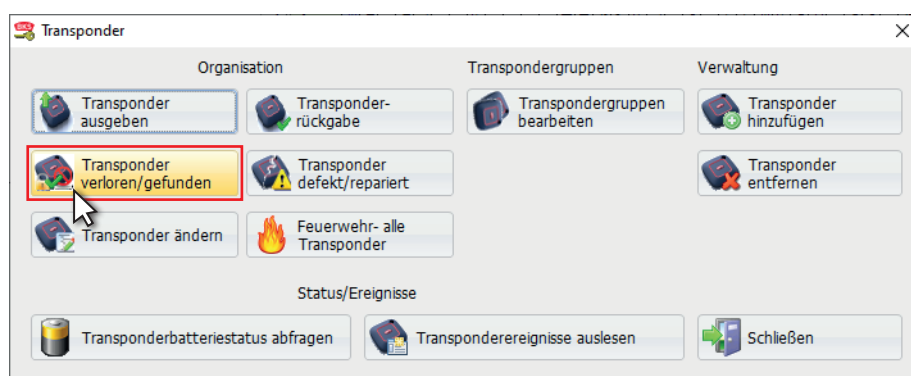 BKS Transponder
Organisation
Transpondergruppen
Verwaltung
Transponder
ausgeben
Transponder-
rückgabe
Transpondergruppen
bearbeiten
Transponder
hinzufügen
Transponder
verloren/gefunden
Transponder
defekt/repariert
Transponder
entfernen
Transponder ändern
Feuerwehr- alle
Transponder
Status/Ereignisse
Transponderbatteriestatus abfragen
Transponderereignisse auslesen
Schließen